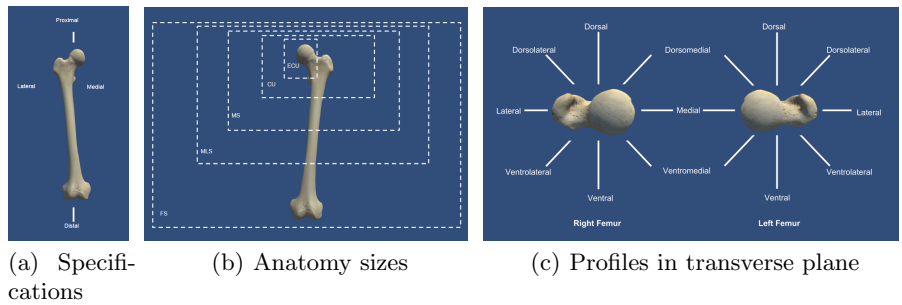 Proximal
Lateral
Medial
Distal
(a) Specifi-
cations
ECU
CU
MS
MLS
FS
(b) Anatomy sizes
Dorsal
Dorsal
Dorsolateral
Dorsomedial
Dorsolateral
Lateral
Medial
Lateral
Ventrolateral
Ventromedial
Ventrolateral
Ventral
Ventral
Right Femur
Left Femur
(c) Profiles in transverse plane